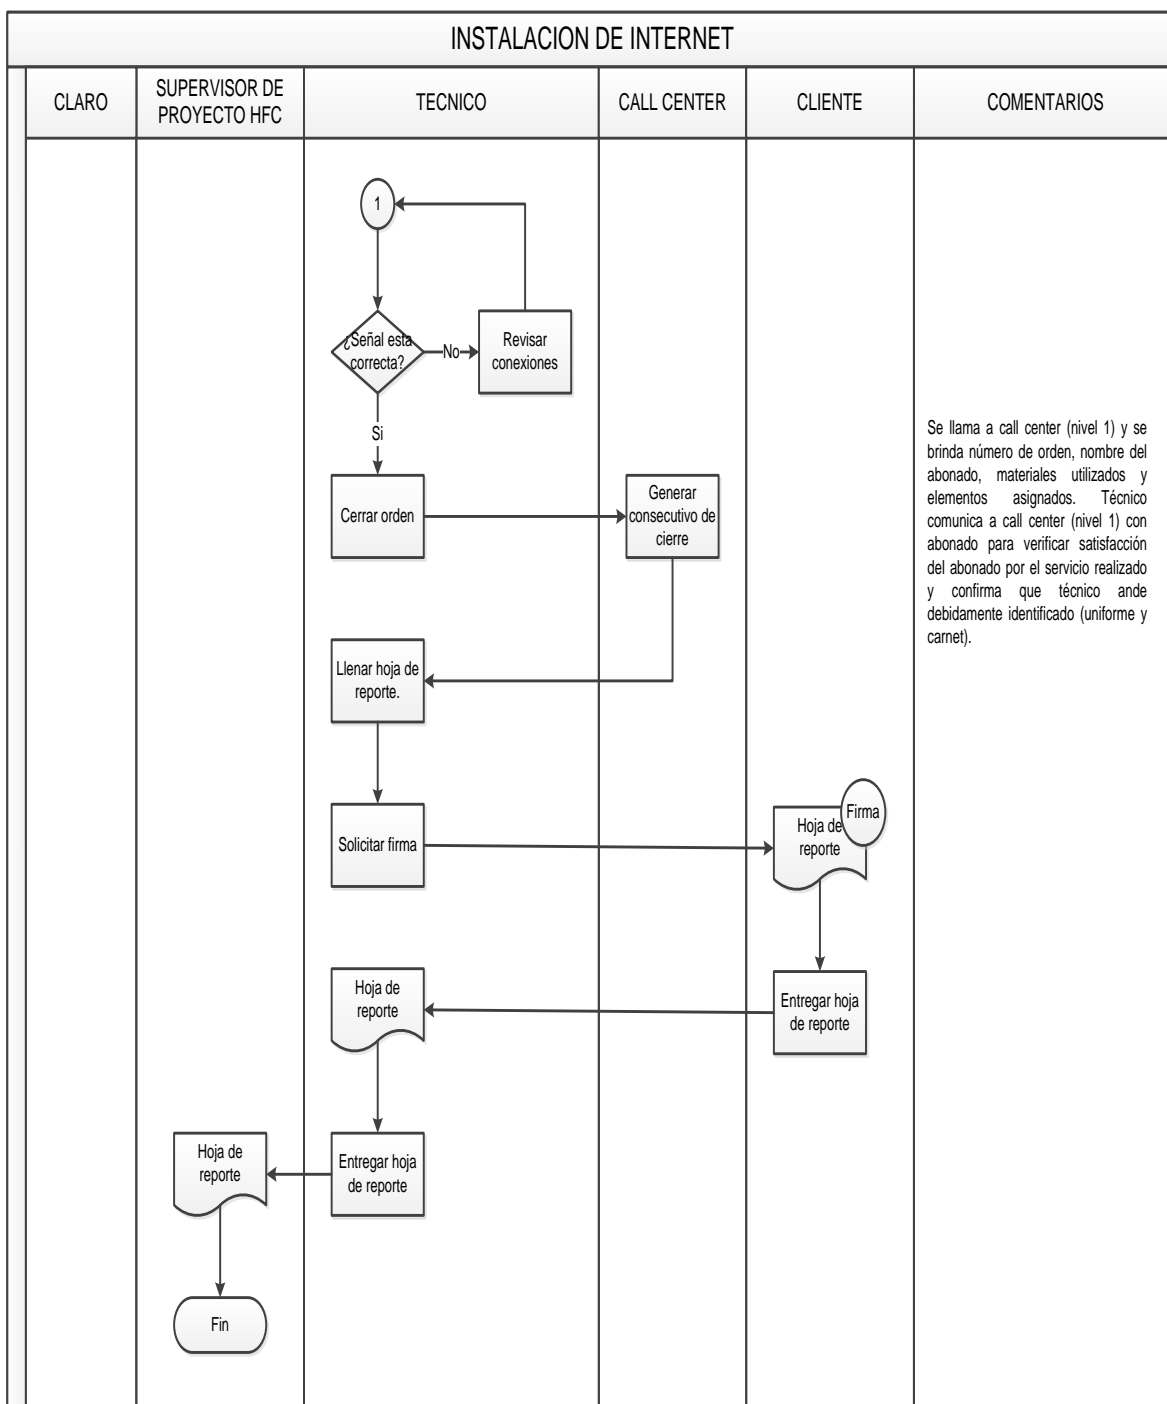 INSTALACION DE INTERNET
CLARO
SUPERVISOR DE
PROYECTO HFC
TECNICO
CALL CENTER
CLIENTE
COMENTARIOS
1
¿Señal esta
correcta?
No
Revisar
conexiones
Si
Cerrar orden
Generar
consecutivo de
cierre
Se llama a call center (nivel 1) y se
brinda número de orden, nombre del
abonado, materiales utilizados y
elementos asignados. Técnico
comunica a call center (nivel 1) con
abonado para verificar satisfacción
del abonado por el servicio realizado
y confirma que técnico ande
debidamente identificado (uniforme y
carnet).
Llenar hoja de
reporte.
Solicitar firma
Hoja de
reporte
Firma
Entregar hoja
de reporte
Hoja de
reporte
Entregar hoja
de reporte
Hoja de
reporte
Fin